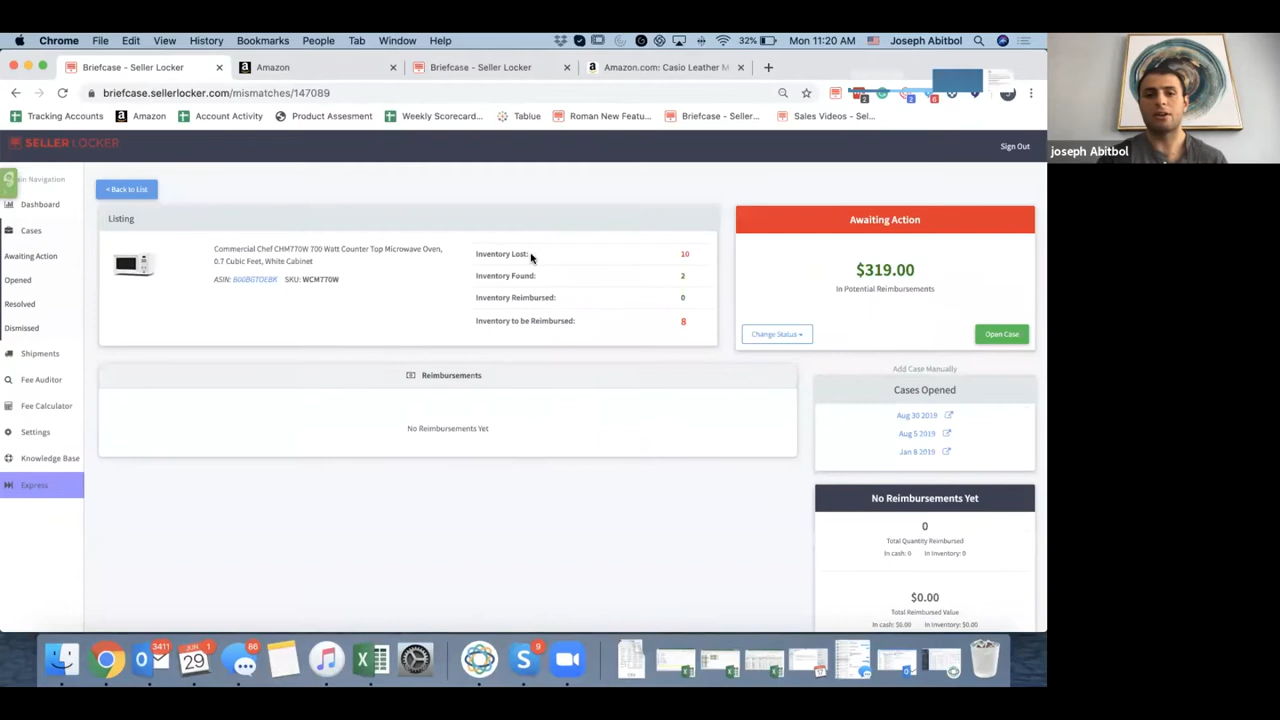 Chrome File Edit View History Bookmarks People Tab Window Help
32% Mon 11:20 AM Joseph Abitbol
Briefcase - Seller Locker
Amazon
Briefcase - Seller Locker
Amazon.com: Casio Leather M
briefcase.sellerlocker.com/mismatches/147089
Tracking Accounts Amazon Account Activity Product Assesment Weekly Scorecard... Tablue Roman New Featu... Briefcase - Seller... Sales Videos - Sel...
SELLER LOCKER
Sign Out
joseph Abitbol
ain Navigation
Dashboard
Cases
Awaiting Action
Opened
Resolved
Dismissed
Shipments
Fee Auditor
Fee Calculator
Settings
Knowledge Base
Express
< Back to List
Listing
Commercial Chef CHM770W 700 Watt Counter Top Microwave Oven,
0.7 Cubic Feet, White Cabinet
ASIN: B00BGTOEBK SKU: WCM770W
Inventory Lost: 10
Inventory Found: 2
Inventory Reimbursed: 0
Inventory to be Reimbursed: 8
Awaiting Action
$319.00
In Potential Reimbursements
Change Status
Open Case
Reimbursements
No Reimbursements Yet
Add Case Manually
Cases Opened
Aug 30 2019
Aug 5 2019
Jan 8 2019
No Reimbursements Yet
0
Total Quantity Reimbursed
In cash: 0 In Inventory: 0
$0.00
Total Reimbursed Value
In cash: $0.00 In Inventory: $0.00
3411
JUN
29
1
86
9
17